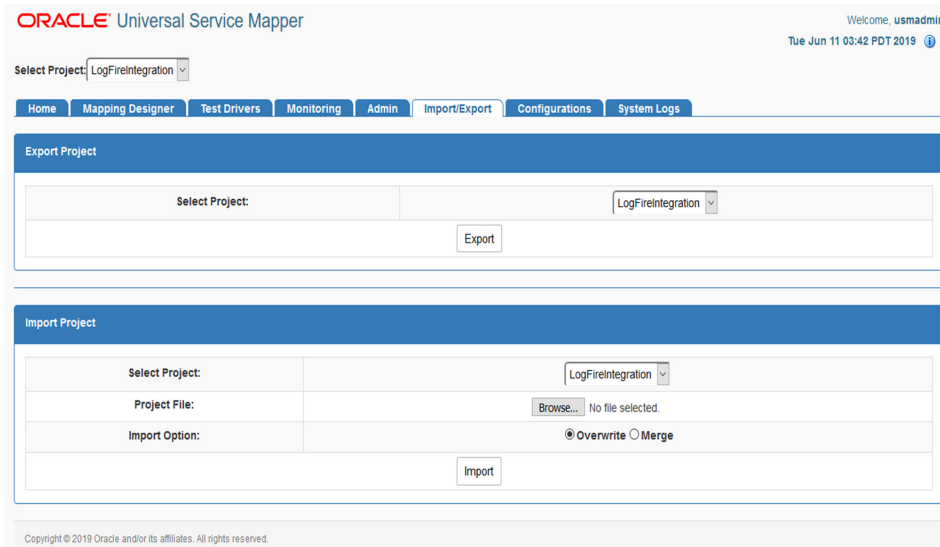 ORACLE® Universal Service Mapper
Welcome, usmadmin
Tue Jun 11 03:42 PDT 2019
Select Project: LogFireIntegration
Home Mapping Designer Test Drivers Monitoring Admin Import/Export Configurations System Logs
Export Project
Select Project: LogFireIntegration
Export
Import Project
Select Project: LogFireIntegration
Project File: Browse... No file selected.
Import Option: Overwrite Merge
Import
Copyright © 2019 Oracle and/or its affiliates. All rights reserved.